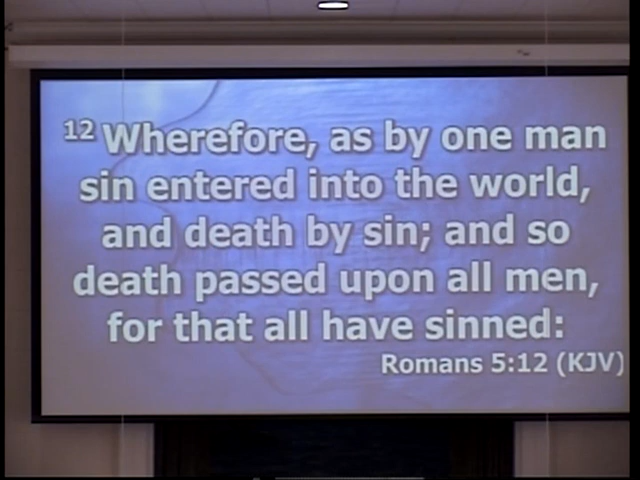 12 Wherefore, as by one man
sin entered into the world,
and death by sin; and so
death passed upon all men,
for that all have sinned:
Romans 5:12 (KJV)